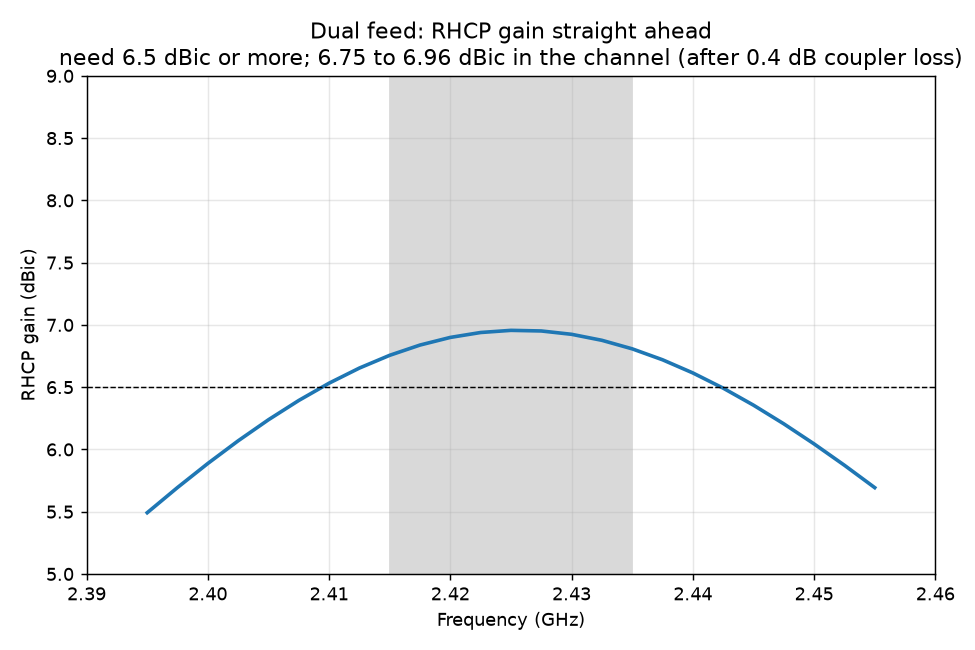 Dual feed: RHCP gain straight ahead
need 6.5 dBic or more; 6.75 to 6.96 dBic in the channel (after 0.4 dB coupler loss)
9.0
8.5
8.0
7.5
7.0
6.5
6.0
5.5
5.0
RHCP gain (dBic)
2.39 2.40 2.41 2.42 2.43 2.44 2.45 2.46
Frequency (GHz)